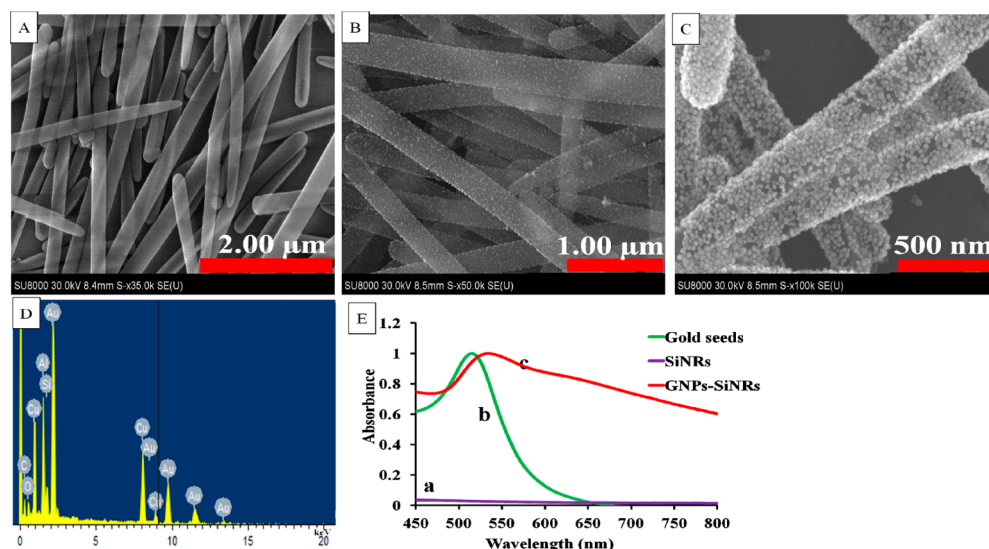 A
2.00 µm
SU8000 30.0kV 8.4mm S-x35.0k SE(U)
B
1.00 µm
SU8000 30.0kV 8.5mm S-x50.0k SE(U)
C
500 nm
SU8000 30.0kV 8.5mm S-x100k SE(U)
D
Au
Al
Si
Cu
C
O
Cu
Au
Au
Au
Au
0 5 10 15 20
keV
E
1.2
1
0.8
0.6
0.4
0.2
0
Absorbance
450 500 550 600 650 700 750 800
Wavelength (nm)
a
b
c
Gold seeds
SiNRs
GNPs-SiNRs